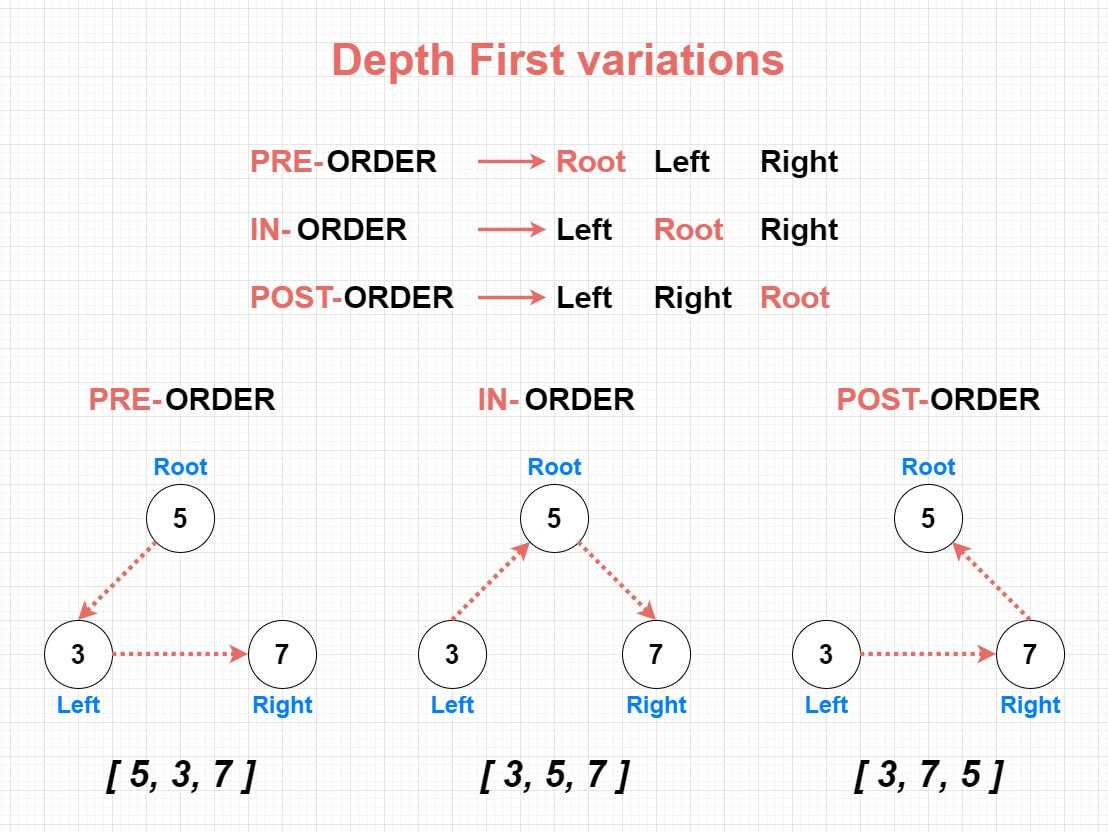 Depth First variations
PRE-ORDER Root Left Right
IN-ORDER Left Root Right
POST-ORDER Left Right Root
PRE-ORDER IN-ORDER POST-ORDER
Root Root Root
5 5 5
3 7 3 7 3 7
Left Right Left Right Left Right
[ 5, 3, 7 ] [ 3, 5, 7 ] [ 3, 7, 5 ]